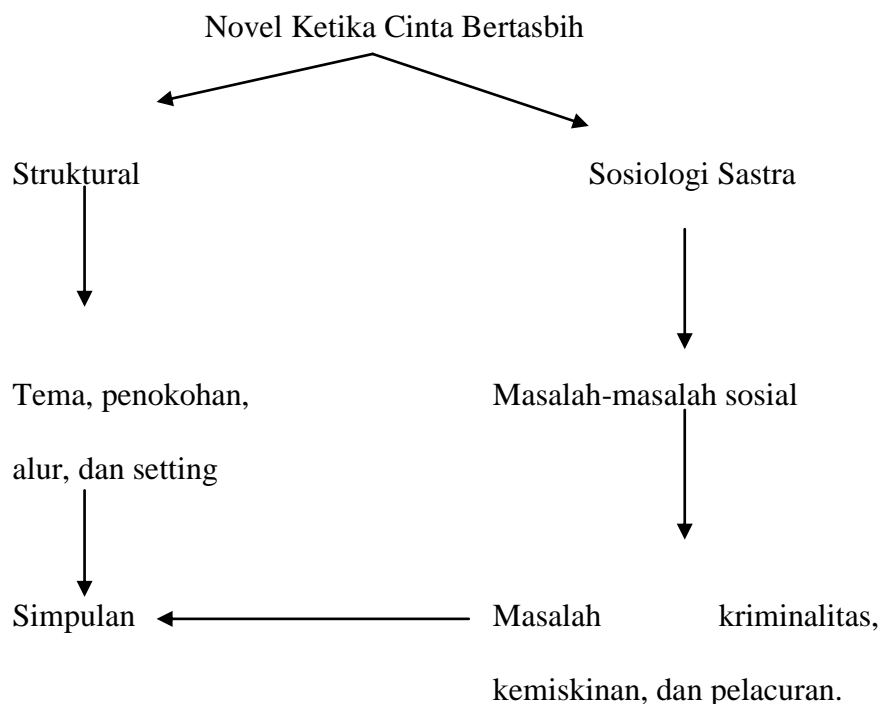 Novel Ketika Cinta Bertasbih
Struktural
Sosiologi Sastra
Tema, penokohan,
alur, dan setting
Masalah-masalah sosial
Simpulan
Masalah kriminalitas,
kemiskinan, dan pelacuran.